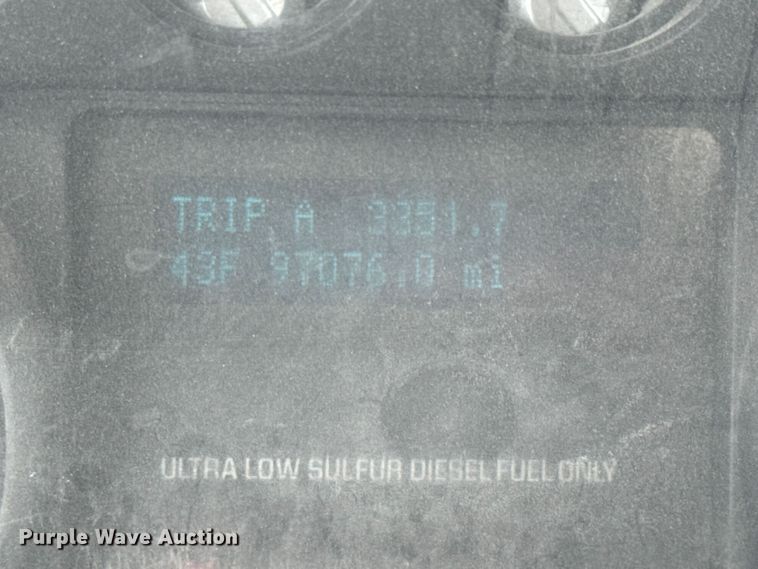 TRIP A 3351.7
43F 97076.0 mi
ULTRA LOW SULFUR DIESEL FUEL ONLY
Purple Wave Auction